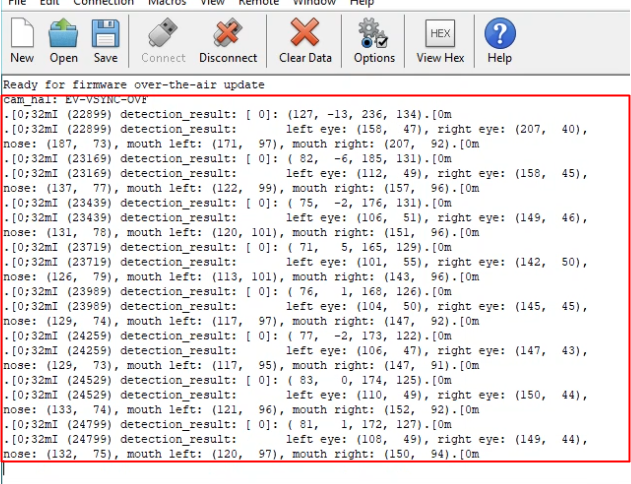 File Edit Connection Macros View Remote Window Help
New Open Save Connect Disconnect Clear Data Options HEX View Hex ? Help
Ready for firmware over-the-air update
cam_hal: EV-VSYNC-OVF
.[0;32mI (22899) detection_result: [ 0]: (127, -13, 236, 134).[0m
.[0;32mI (22899) detection_result:       left eye: (158,  47), right eye: (207,  40),
nose: (187,  73), mouth left: (171,  97), mouth right: (207,  92).[0m
.[0;32mI (23169) detection_result: [ 0]: ( 82,  -6, 185, 131).[0m
.[0;32mI (23169) detection_result:       left eye: (112,  49), right eye: (158,  45),
nose: (137,  77), mouth left: (122,  99), mouth right: (157,  96).[0m
.[0;32mI (23439) detection_result: [ 0]: ( 75,  -2, 176, 131).[0m
.[0;32mI (23439) detection_result:       left eye: (106,  51), right eye: (149,  46),
nose: (131,  78), mouth left: (120, 101), mouth right: (151,  96).[0m
.[0;32mI (23719) detection_result: [ 0]: ( 71,   5, 165, 129).[0m
.[0;32mI (23719) detection_result:       left eye: (101,  55), right eye: (142,  50),
nose: (126,  79), mouth left: (113, 101), mouth right: (143,  96).[0m
.[0;32mI (23989) detection_result: [ 0]: ( 76,   1, 168, 126).[0m
.[0;32mI (23989) detection_result:       left eye: (104,  50), right eye: (145,  45),
nose: (129,  74), mouth left: (117,  97), mouth right: (147,  92).[0m
.[0;32mI (24259) detection_result: [ 0]: ( 77,  -2, 173, 122).[0m
.[0;32mI (24259) detection_result:       left eye: (106,  47), right eye: (147,  43),
nose: (129,  73), mouth left: (117,  95), mouth right: (147,  91).[0m
.[0;32mI (24529) detection_result: [ 0]: ( 83,   0, 174, 125).[0m
.[0;32mI (24529) detection_result:       left eye: (110,  49), right eye: (150,  44),
nose: (133,  74), mouth left: (121,  96), mouth right: (152,  92).[0m
.[0;32mI (24799) detection_result: [ 0]: ( 81,   1, 172, 127).[0m
.[0;32mI (24799) detection_result:       left eye: (108,  49), right eye: (149,  44),
nose: (132,  75), mouth left: (120,  97), mouth right: (150,  94).[0m